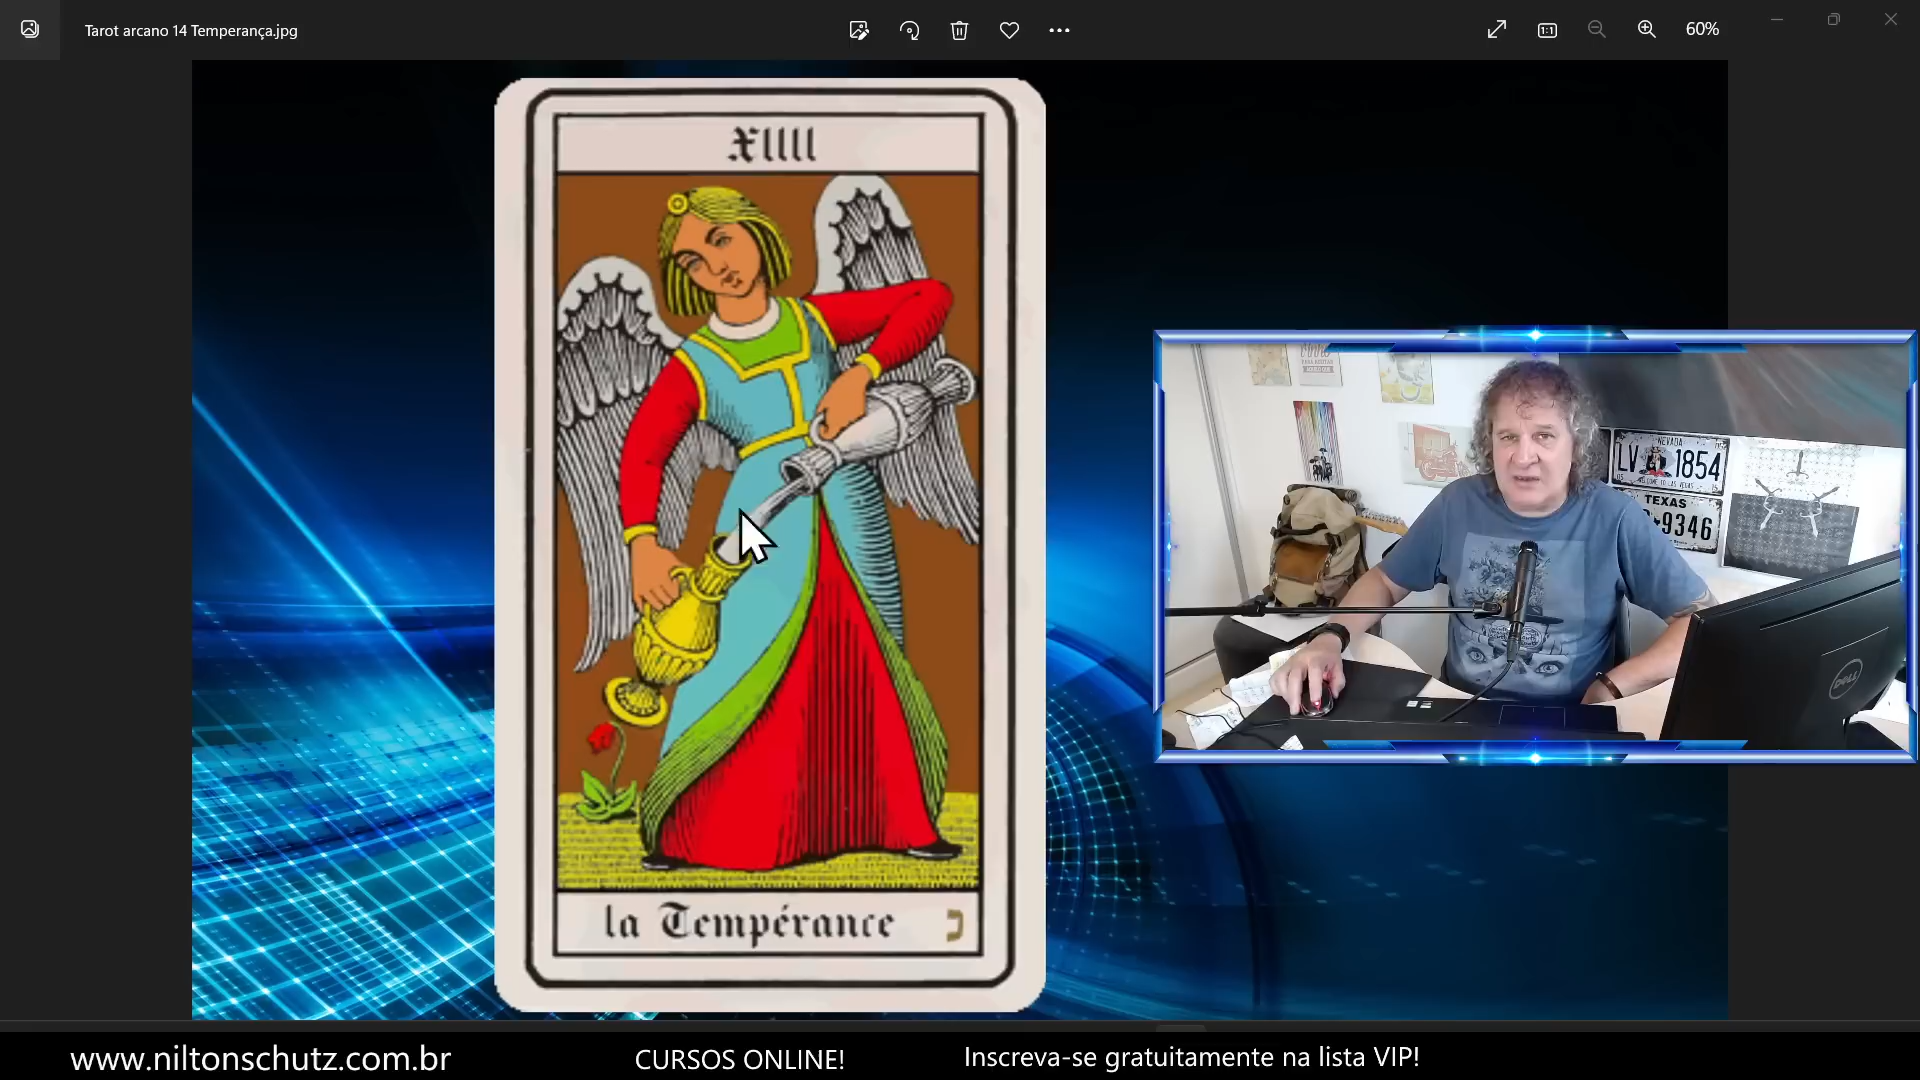 Tarot arcano 14 Temperança.jpg
60%
XIIII
la Tempérance
כ
NEVADA
LV 1854
TEXAS
9346
DELL
www.niltonschutz.com.br
CURSOS ONLINE!
Inscreva-se gratuitamente na lista VIP!